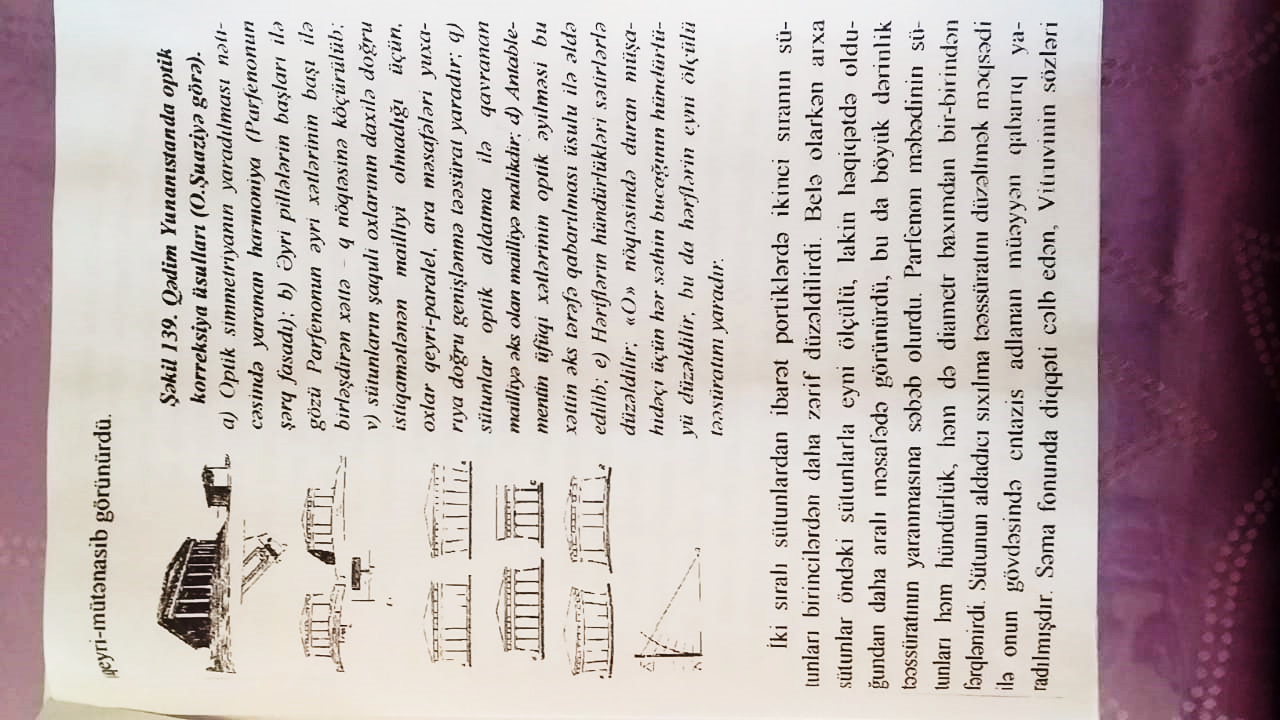 qeyri-mütənasib görünürdü.
Şəkil 139. Qədim Yunanıstanda optik
korreksiya üsulları (O.Şuaziyə görə).
a) Optik simmetriyanın yaradılması nəti-
cəsində yaranan harmoniya (Parfenonun
şərq fasadı); b) Əyri pillələrin başları ilə
gözü Parfenonun əyri xətlərinin başı ilə
birləşdirən xətlə – q nöqtəsinə köçürülüb;
v) sütunların şaquli oxlarının daxilə doğru
istiqamətlənən mailliyi olmadığı üçün,
oxlar qeyri-paralel, ara məsafələri yuxa-
rıya doğru genişlənmə təəsürat yaradır; q)
sütunlar optik aldatma ilə qavranan
mailliyə əks olan mailliyə malikdir; d) Antable-
mentin üfüqi xətlərinin optik əyilməsi bu
xəttin əks tərəfə qabarılması üsulu ilə əldə
edilib; e) Hərflərin hündürlükləri sətirlərlə
düzəldilir; «O» nöqtəsində duran müşa-
hidəçi üçün hər səthin bucağının hündürlü-
yü düzəldilir, bu da hərflərin eyni ölçülü
təəsüratını yaradır.
İki sıralı sütunlardan ibarət portiklərdə ikinci sıranın sü-
tunları birincilərdən daha zərif düzəldilirdi. Belə olarkən arxa
sütunlar öndəki sütunlarla eyni ölçülü, lakin həqiqətdə oldu-
ğundan daha aralı məsafədə görünürdü, bu da böyük dərinlik
təəssüratının yaranmasına səbəb olurdu. Parfenon məbədinin sü-
tunları həm hündürlük, həm də diametr baxımdan bir-birindən
fərqlənirdi. Sütunun aldadıcı sıxılma təəssüratını düzəltmək məqsədi
ilə onun gövdəsində entazis adlanan müəyyən qabarıq ya-
radılmışdır. Səma fonunda diqqəti cəlb edən, Vitruvinin sözləri